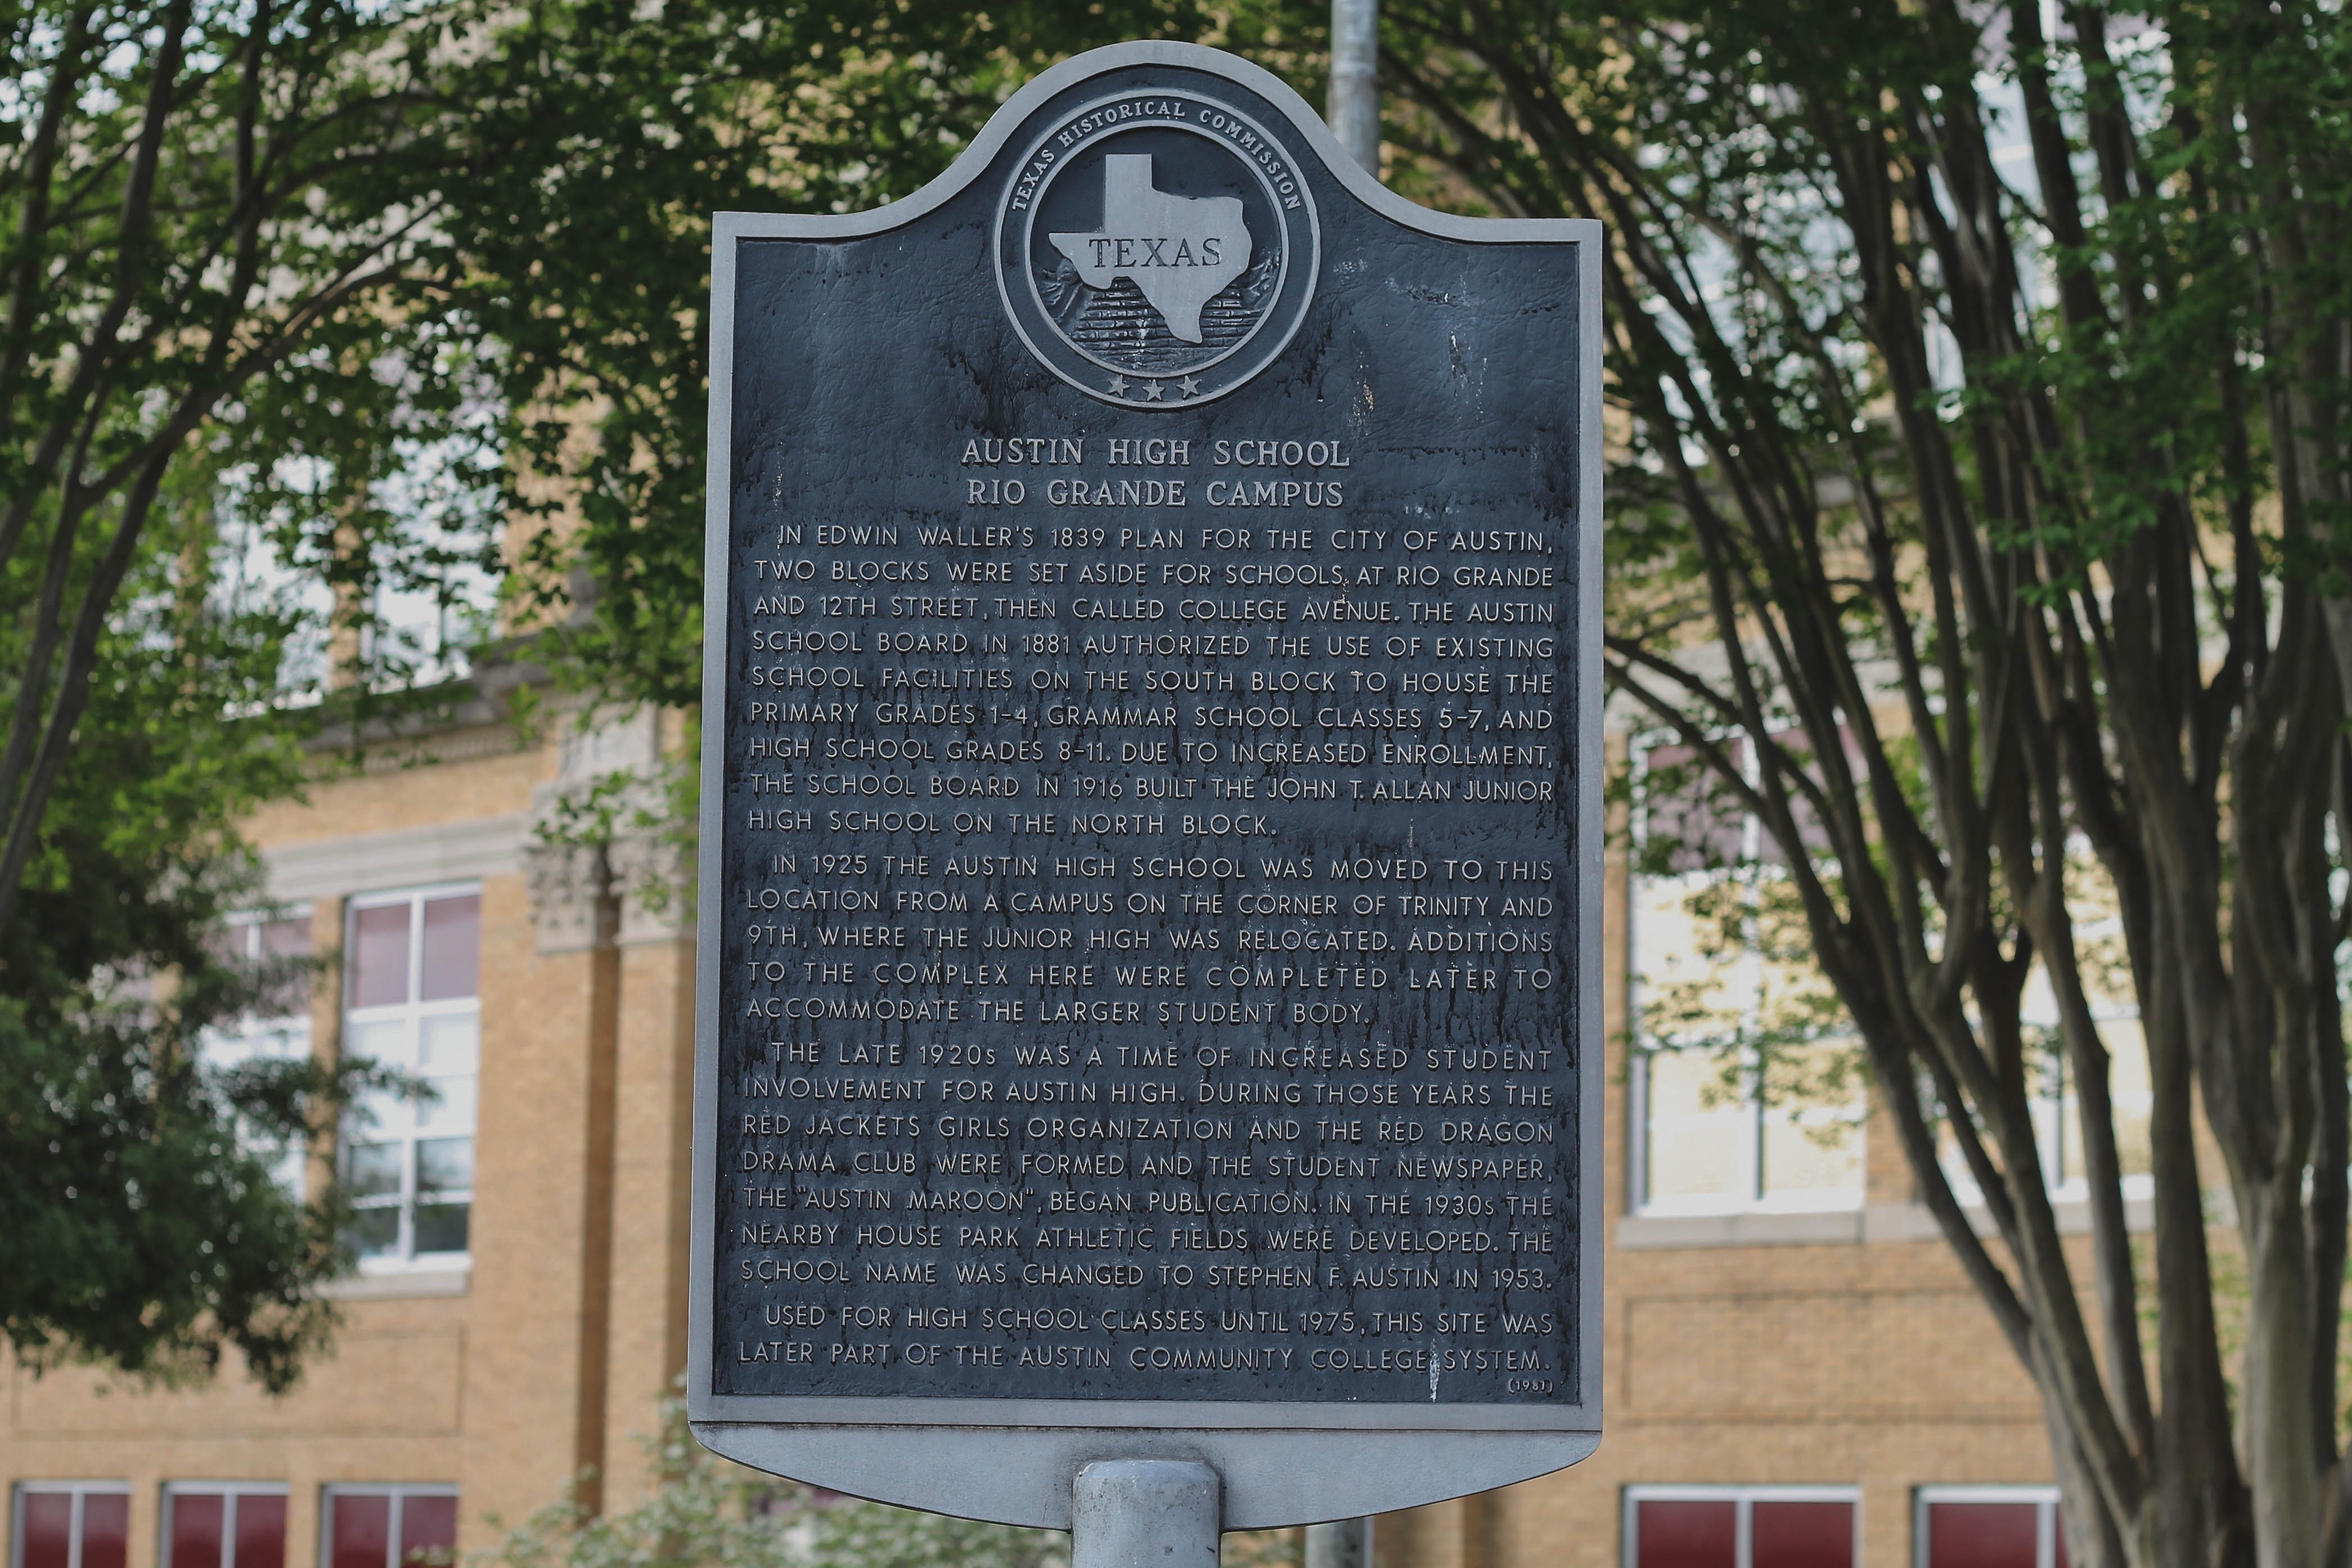 TEXAS HISTORICAL COMMISSION
TEXAS
AUSTIN HIGH SCHOOL
RIO GRANDE CAMPUS
IN EDWIN WALLER'S 1839 PLAN FOR THE CITY OF AUSTIN,
TWO BLOCKS WERE SET ASIDE FOR SCHOOLS AT RIO GRANDE
AND 12TH STREET, THEN CALLED COLLEGE AVENUE. THE AUSTIN
SCHOOL BOARD IN 1881 AUTHORIZED THE USE OF EXISTING
SCHOOL FACILITIES ON THE SOUTH BLOCK TO HOUSE THE
PRIMARY GRADES 1-4, GRAMMAR SCHOOL CLASSES 5-7, AND
HIGH SCHOOL GRADES 8-11. DUE TO INCREASED ENROLLMENT,
THE SCHOOL BOARD IN 1916 BUILT THE JOHN T. ALLAN JUNIOR
HIGH SCHOOL ON THE NORTH BLOCK.
IN 1925 THE AUSTIN HIGH SCHOOL WAS MOVED TO THIS
LOCATION FROM A CAMPUS ON THE CORNER OF TRINITY AND
9TH, WHERE THE JUNIOR HIGH WAS RELOCATED. ADDITIONS
TO THE COMPLEX HERE WERE COMPLETED LATER TO
ACCOMMODATE THE LARGER STUDENT BODY.
THE LATE 1920s WAS A TIME OF INCREASED STUDENT
INVOLVEMENT FOR AUSTIN HIGH. DURING THOSE YEARS THE
RED JACKETS GIRLS ORGANIZATION AND THE RED DRAGON
DRAMA CLUB WERE FORMED AND THE STUDENT NEWSPAPER,
THE "AUSTIN MAROON", BEGAN PUBLICATION. IN THE 1930s THE
NEARBY HOUSE PARK ATHLETIC FIELDS WERE DEVELOPED. THE
SCHOOL NAME WAS CHANGED TO STEPHEN F. AUSTIN IN 1953.
USED FOR HIGH SCHOOL CLASSES UNTIL 1975, THIS SITE WAS
LATER PART OF THE AUSTIN COMMUNITY COLLEGE SYSTEM.
(1981)